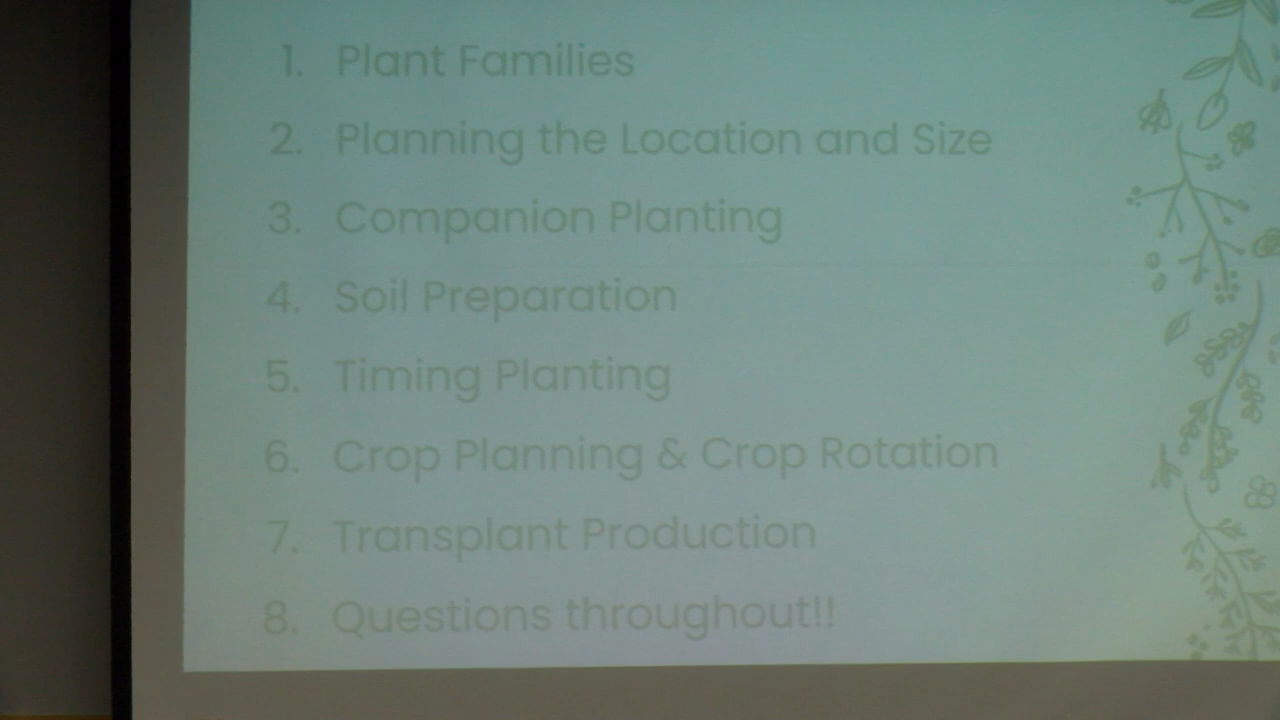 1. Plant Families
2. Planning the Location and Size
3. Companion Planting
4. Soil Preparation
5. Timing Planting
6. Crop Planning & Crop Rotation
7. Transplant Production
8. Questions throughout!!